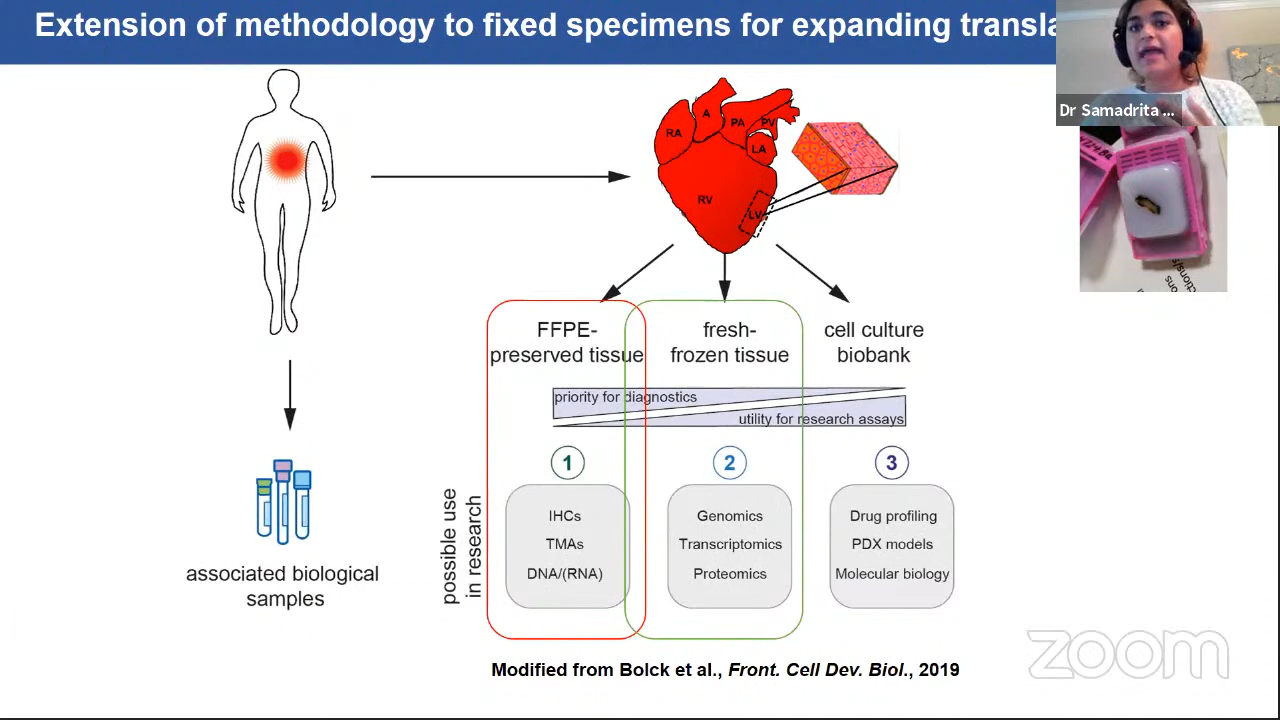 Extension of methodology to fixed specimens for expanding transla
Dr Samadrita ...
RA
A
PA
PV
LA
RV
LV
FFPE-
preserved tissue
fresh-
frozen tissue
cell culture
biobank
priority for diagnostics
utility for research assays
1
2
3
possible use
in research
IHCs
TMAs
DNA/(RNA)
Genomics
Transcriptomics
Proteomics
Drug profiling
PDX models
Molecular biology
associated biological
samples
zoom
Modified from Bolck et al., Front. Cell Dev. Biol., 2019